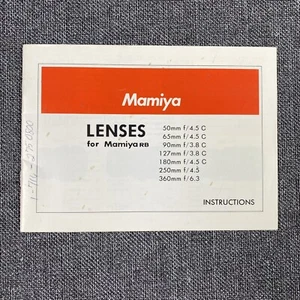 Mamiya
LENSES
for Mamiya RB
50mm f/4.5 C
65mm f/4.5 C
90mm f/3.8 C
127mm f/3.8 C
180mm f/4.5 C
250mm f/4.5
360mm f/6.3
INSTRUCTIONS